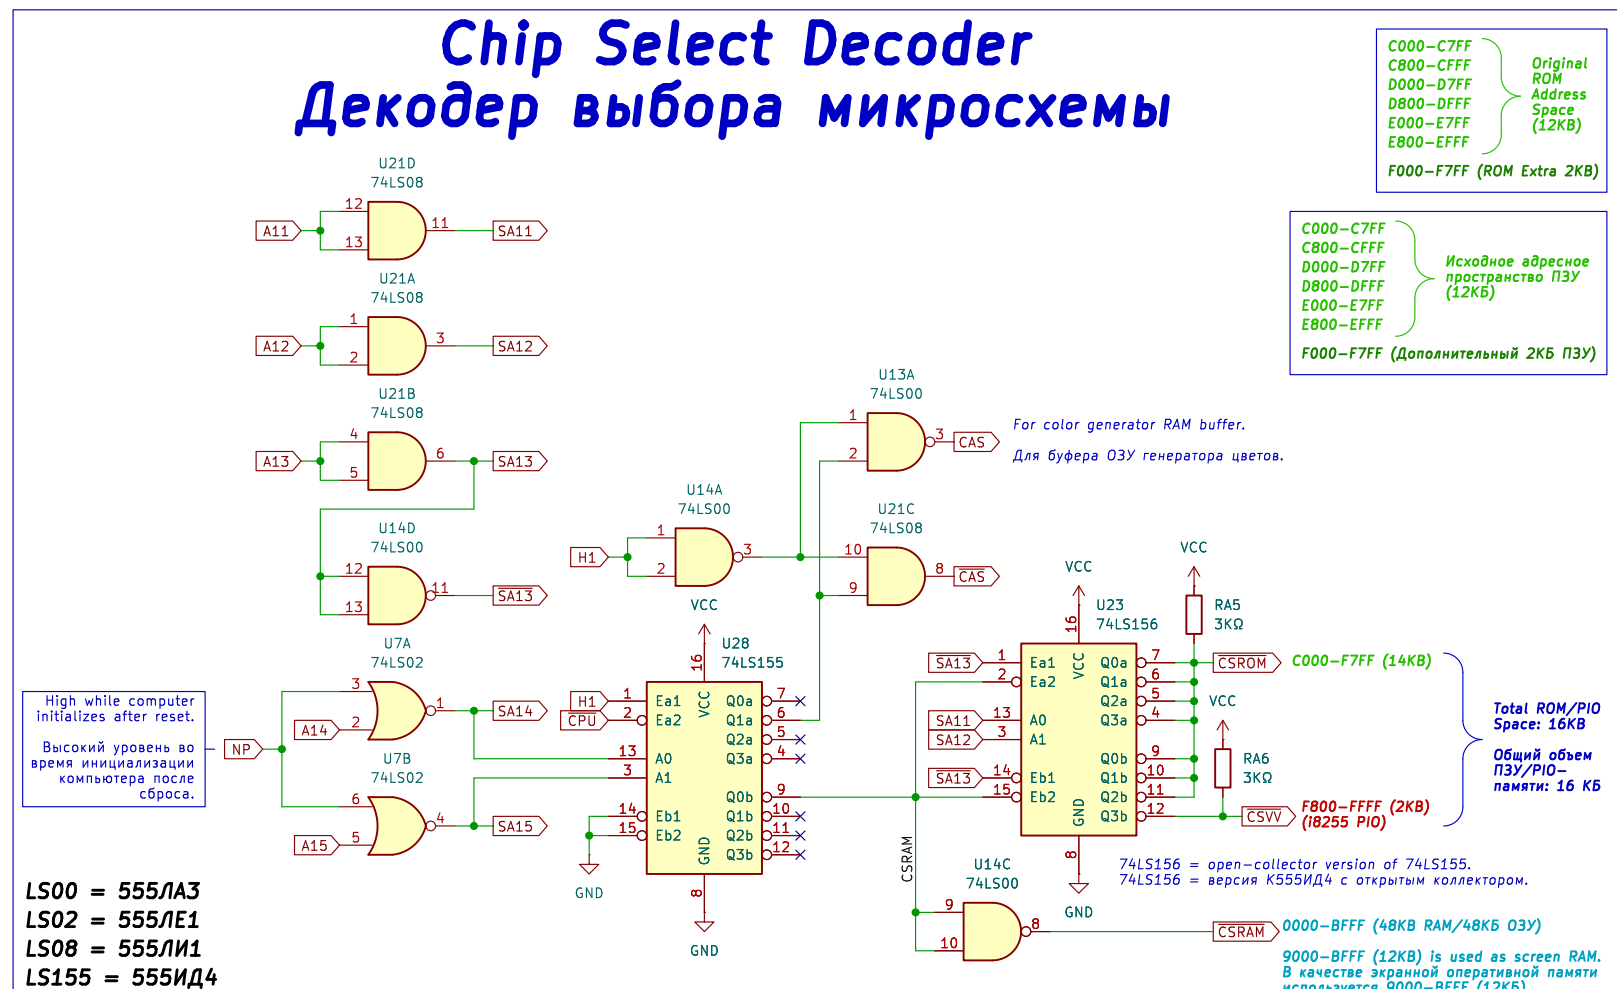 Chip Select Decoder
Декодер выбора микросхемы
C000-C7FF
C800-CFFF
D000-D7FF
D800-DFFF
E000-E7FF
E800-EFFF
Original
ROM
Address
Space
(12KB)
F000-F7FF (ROM Extra 2KB)
C000-C7FF
C800-CFFF
D000-D7FF
D800-DFFF
E000-E7FF
E800-EFFF
Исходное адресное
пространство ПЗУ
(12КБ)
F000-F7FF (Дополнительный 2КБ ПЗУ)
U21D
74LS08
A11
12
13
11
SA11
U21A
74LS08
A12
1
2
3
SA12
U21B
74LS08
A13
4
5
6
SA13
U14D
74LS00
12
13
11
SA13
U7A
74LS02
3
2
1
A14
SA14
NP
U7B
74LS02
6
5
4
A15
SA15
High while computer
initializes after reset.
Высокий уровень во
время инициализации
компьютера после
сброса.
LS00 = 555ЛА3
LS02 = 555ЛЕ1
LS08 = 555ЛИ1
LS155 = 555ИД4
U14A
74LS00
H1
1
2
3
U13A
74LS00
1
2
3
CAS
For color generator RAM buffer.
Для буфера ОЗУ генератора цветов.
U21C
74LS08
10
9
8
CAS
VCC
U28
74LS155
16
VCC
H1
1
Ea1
CPU
2
Ea2
13
A0
3
A1
14
Eb1
15
Eb2
Q0a
7
Q1a
6
Q2a
5
Q3a
4
Q0b
9
Q1b
10
Q2b
11
Q3b
12
GND
8
GND
GND
CSRAM
VCC
U23
74LS156
16
VCC
SA13
1
Ea1
2
Ea2
SA11
13
A0
SA12
3
A1
SA13
14
Eb1
15
Eb2
Q0a
7
Q1a
6
Q2a
5
Q3a
4
Q0b
9
Q1b
10
Q2b
11
Q3b
12
GND
8
GND
VCC
RA5
3KΩ
CSROM
C000-F7FF (14KB)
VCC
RA6
3KΩ
CSVV
F800-FFFF (2KB)
(i8255 PIO)
Total ROM/PIO
Space: 16KB
Общий объем
ПЗУ/PIO-
памяти: 16 КБ
74LS156 = open-collector version of 74LS155.
74LS156 = версия К555ИД4 с открытым коллектором.
U14C
74LS00
9
10
8
CSRAM
0000-BFFF (48KB RAM/48КБ ОЗУ)
9000-BFFF (12KB) is used as screen RAM.
В качестве экранной оперативной памяти
используется 9000-BFFF (12КБ)